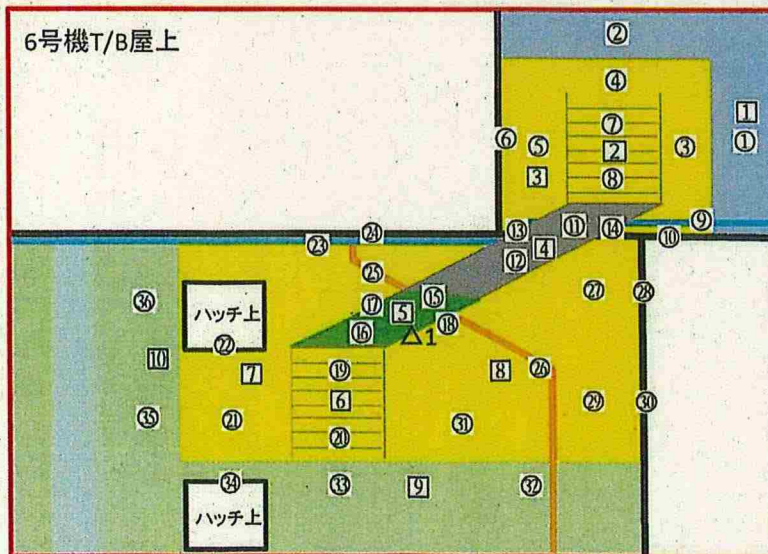 6号機T/B屋上
②
④
1
①
⑦
⑥ ⑤ 2 ③
3 ⑧
⑬ ⑪ ⑭ ⑨
㉓ ㉔ 4 ⑩
⑫
㉕
㊱ ⑰ ⑮ ㉗ ㉘
ハッチ上 5
⑯ ⑱
△1
㉒
10 7 ⑲ 8 ㉖
6 ㉙ ㉚
㉟ ㉑ ⑳ ㉛
㉞ ㉝ 9 ㉜
ハッチ上